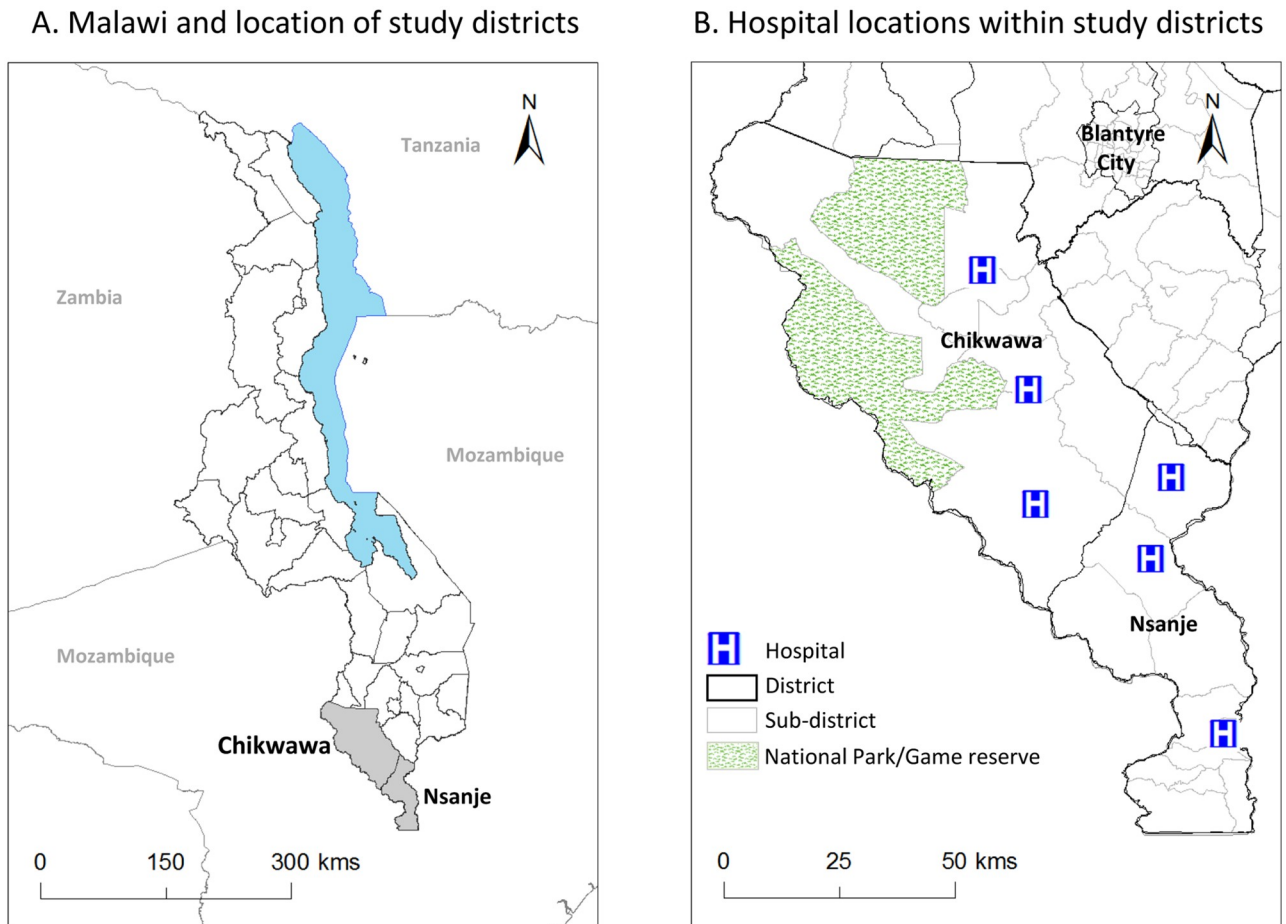 A. Malawi and location of study districts
N
Tanzania
Zambia
Mozambique
Mozambique
Chikwawa
Nsanje
0 150 300 kms
B. Hospital locations within study districts
N
Blantyre
City
H
Chikwawa
H
H
H
H
Nsanje
H
H Hospital
District
Sub-district
National Park/Game reserve
0 25 50 kms